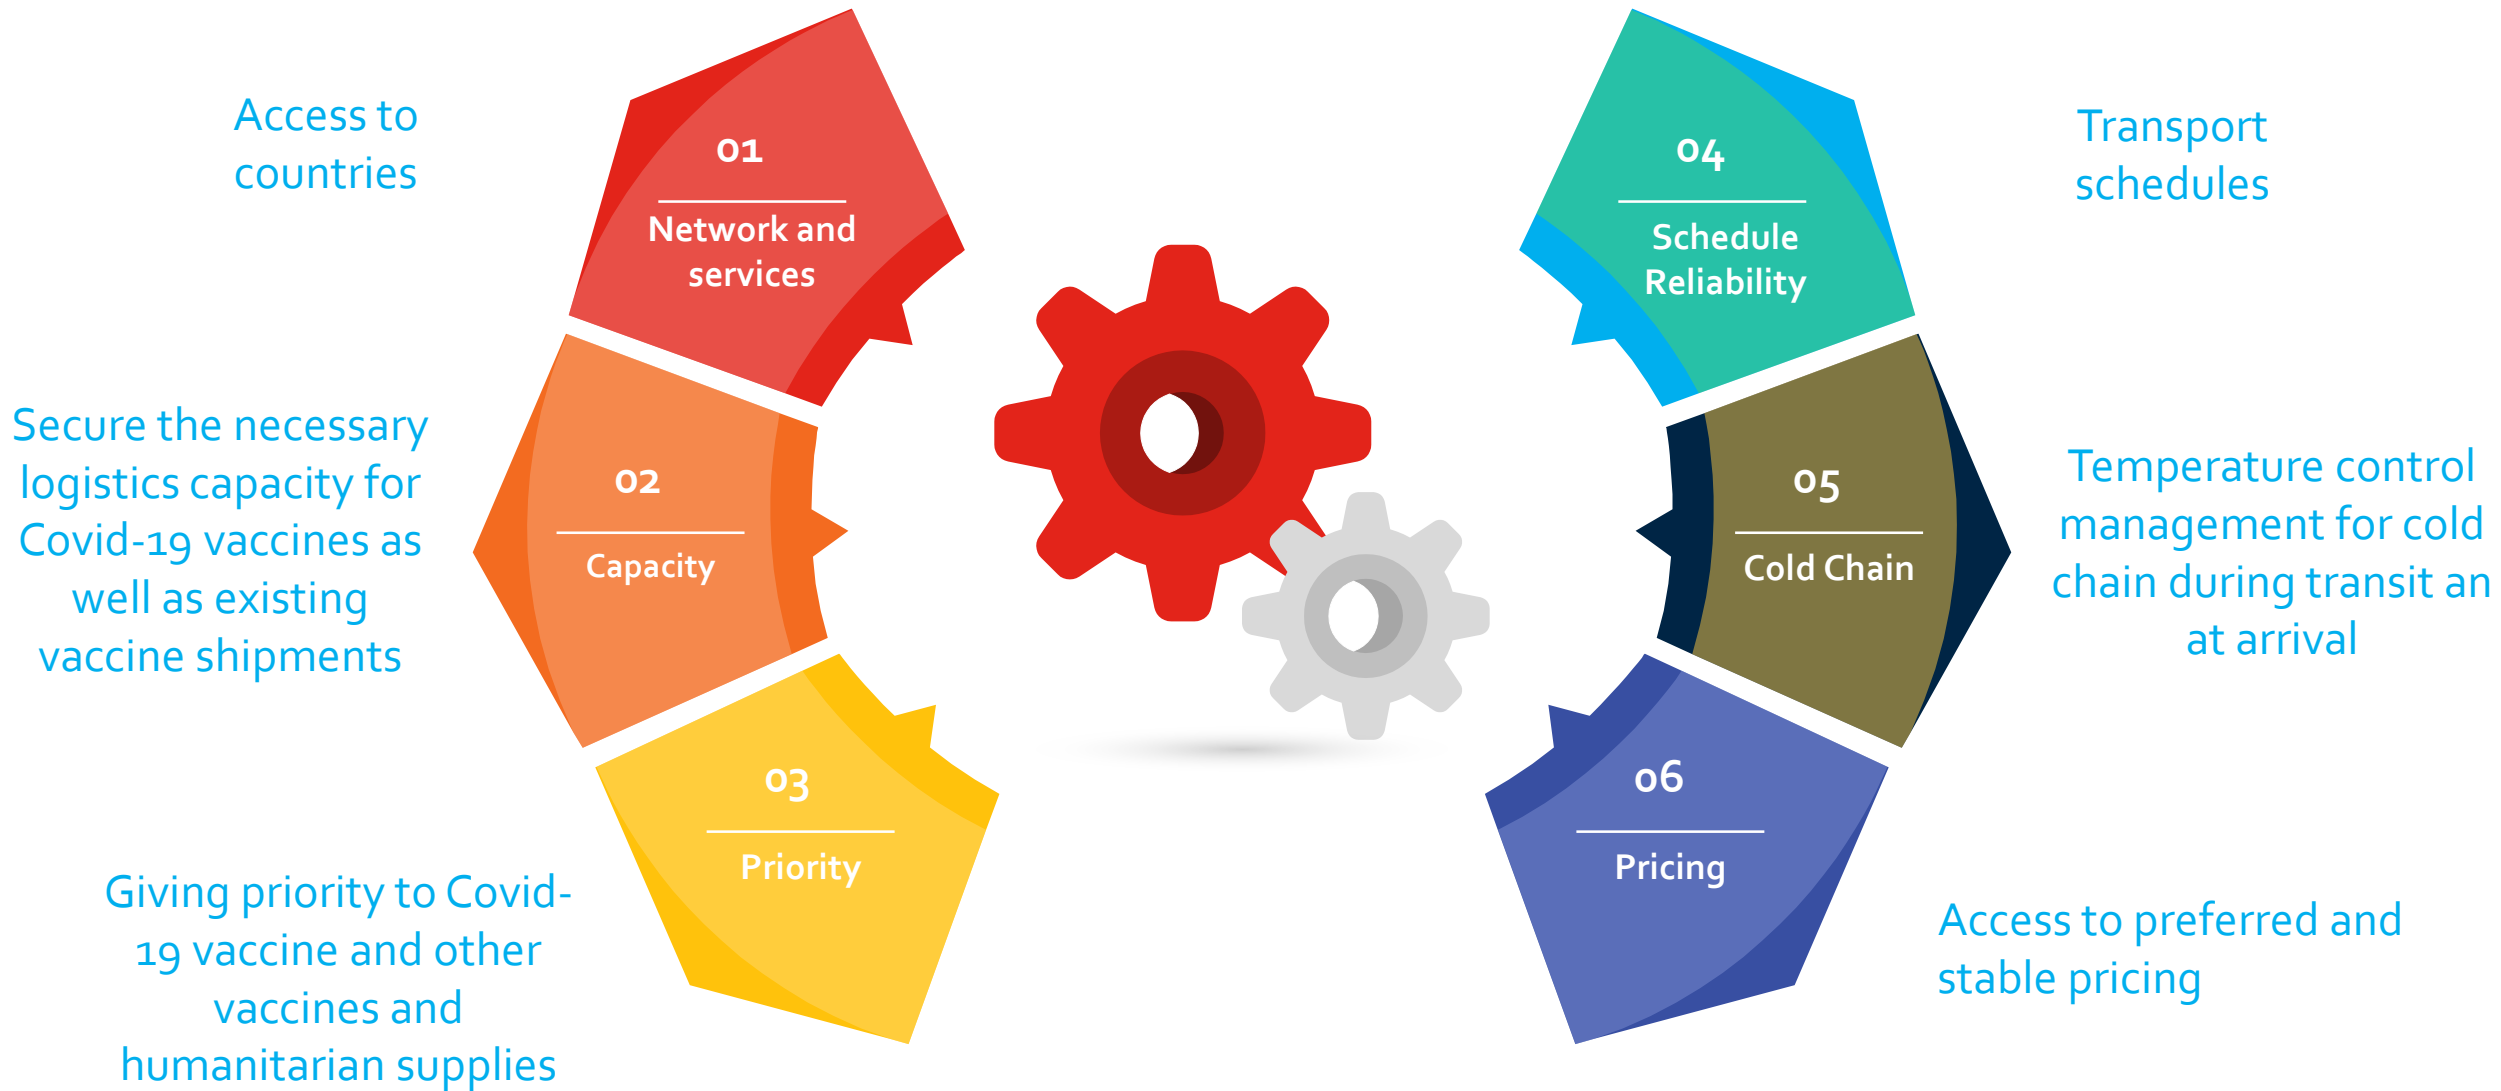 Access to
countries
01
Network and
services
Secure the necessary
logistics capacity for
Covid-19 vaccines as
well as existing
vaccine shipments
02
Capacity
Giving priority to Covid-
19 vaccine and other
vaccines and
humanitarian supplies
03
Priority
04
Schedule
Reliability
Transport
schedules
05
Cold Chain
Temperature control
management for cold
chain during transit an
at arrival
06
Pricing
Access to preferred and
stable pricing